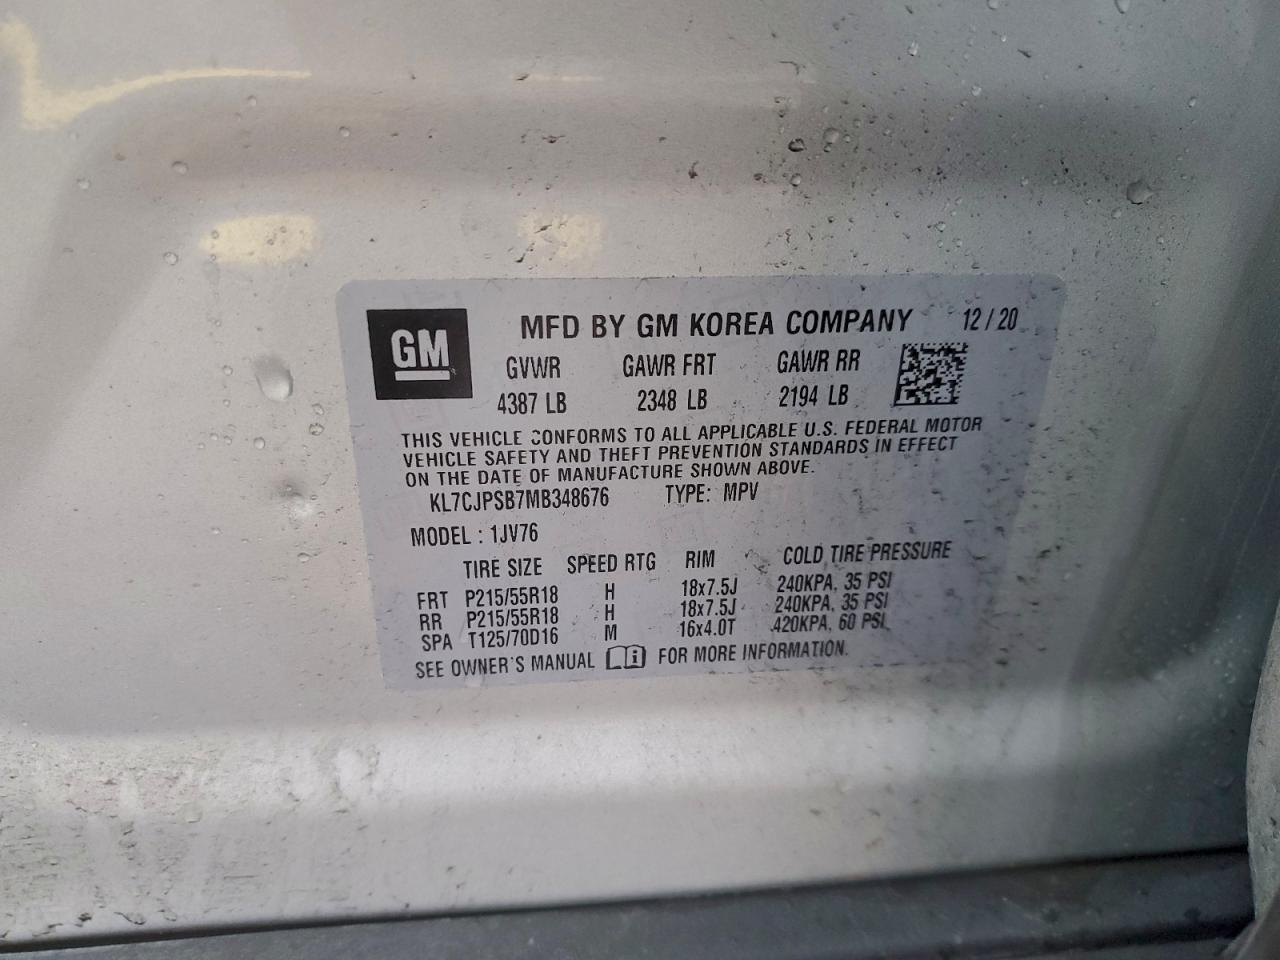 GM
MFD BY GM KOREA COMPANY 12/20
GVWR GAWR FRT GAWR RR
4387 LB 2348 LB 2194 LB
THIS VEHICLE CONFORMS TO ALL APPLICABLE U.S. FEDERAL MOTOR
VEHICLE SAFETY AND THEFT PREVENTION STANDARDS IN EFFECT
ON THE DATE OF MANUFACTURE SHOWN ABOVE.
KL7CJPSB7MB348676 TYPE: MPV
MODEL : 1JV76
TIRE SIZE SPEED RTG RIM COLD TIRE PRESSURE
FRT P215/55R18 H 18x7.5J 240KPA, 35 PSI
RR P215/55R18 H 18x7.5J 240KPA, 35 PSI
SPA T125/70D16 M 16x4.0T 420KPA, 60 PSI
SEE OWNER'S MANUAL FOR MORE INFORMATION.